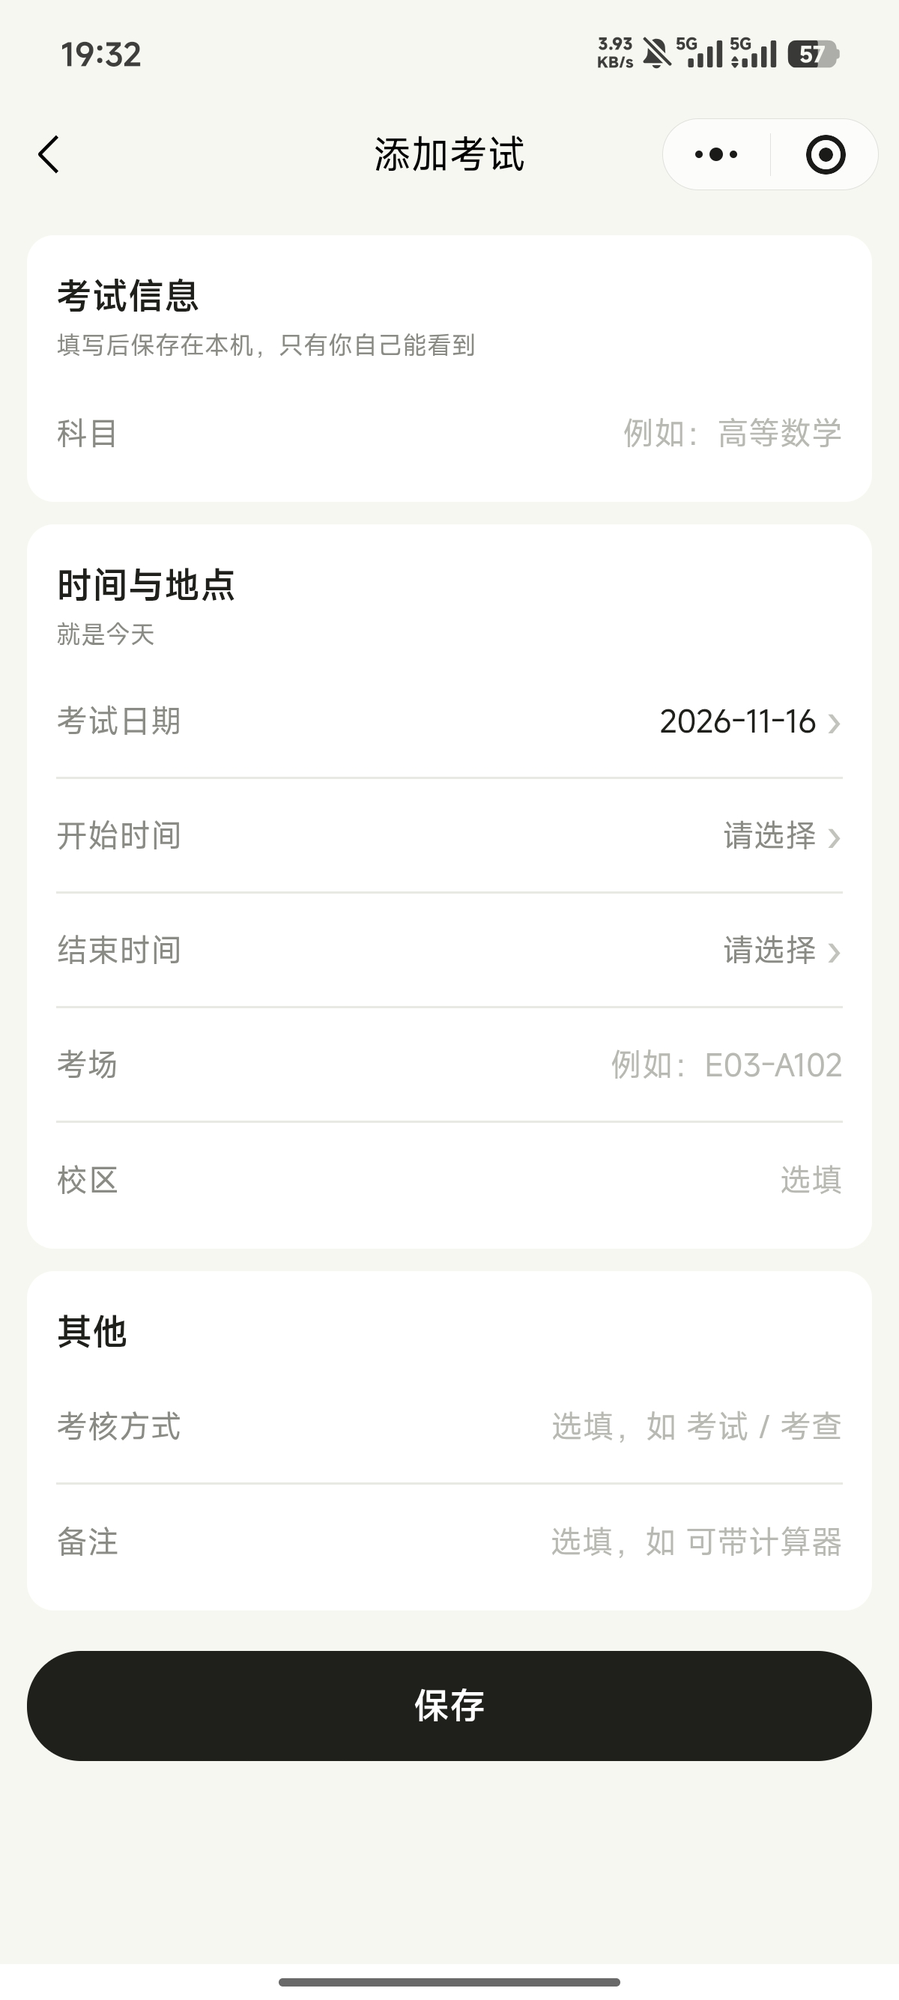 19:32
3.93 KB/s 5G 5G 57
添加考试
考试信息
填写后保存在本机，只有你自己能看到
科目 例如：高等数学
时间与地点
就是今天
考试日期 2026-11-16
开始时间 请选择
结束时间 请选择
考场 例如：E03-A102
校区 选填
其他
考核方式 选填，如 考试 / 考查
备注 选填，如 可带计算器
保存